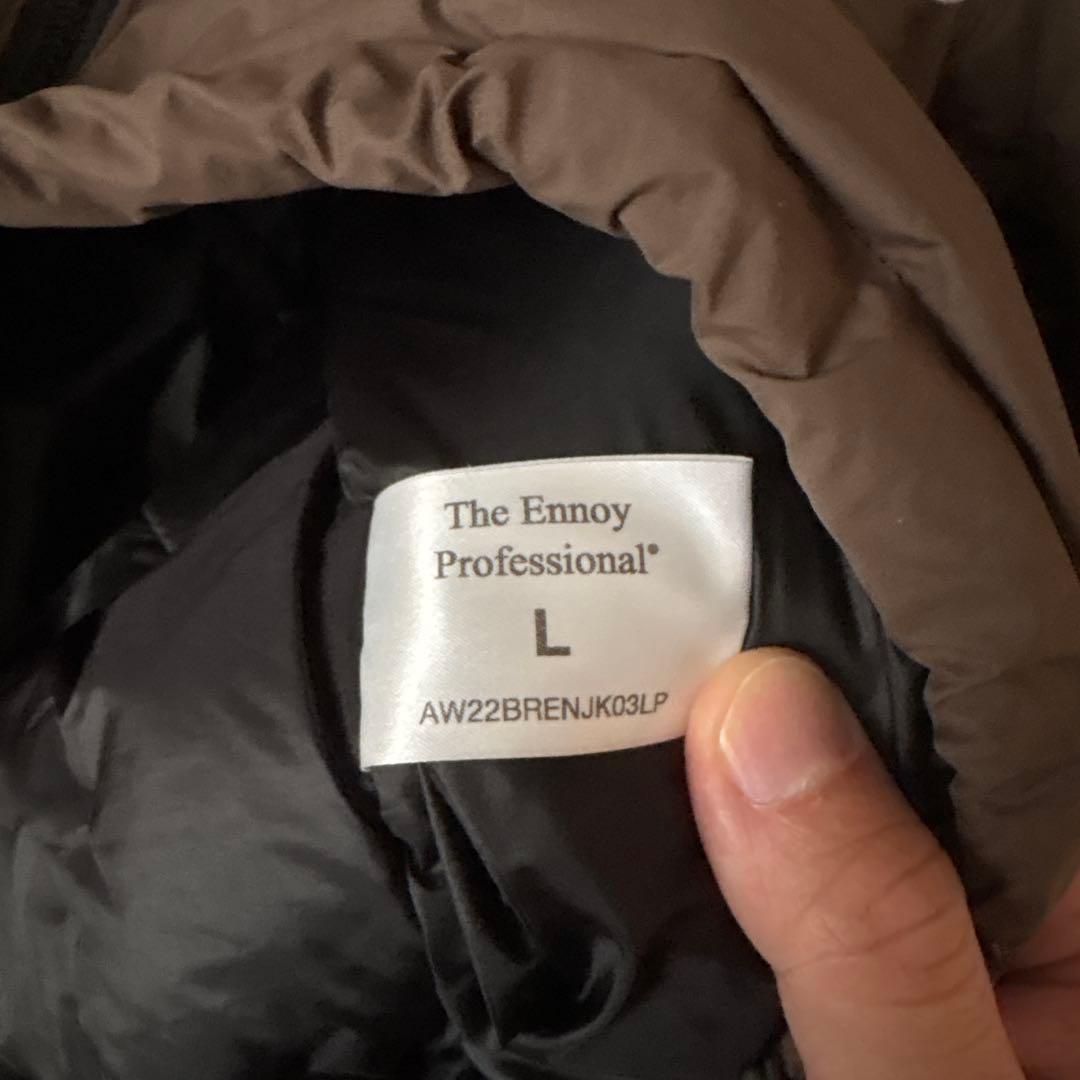 The Ennoy
Professional®
L
AW22BRENJK03LP